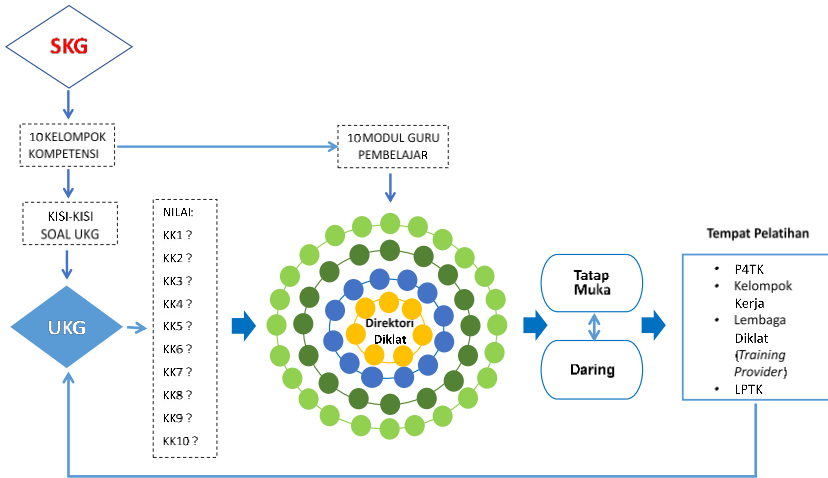 SKG
10 KELOMPOK
KOMPETENSI
10 MODUL GURU
PEMBELAJAR
KISI-KISI
SOAL UKG
UKG
NILAI:
KK1 ?
KK2 ?
KK3 ?
KK4 ?
KK5 ?
KK6 ?
KK7 ?
KK8 ?
KK9 ?
KK10 ?
Direktori
Diklat
Tatap
Muka
Daring
Tempat Pelatihan
• P4TK
• Kelompok
Kerja
• Lembaga
Diklat
(Training
Provider)
• LPTK